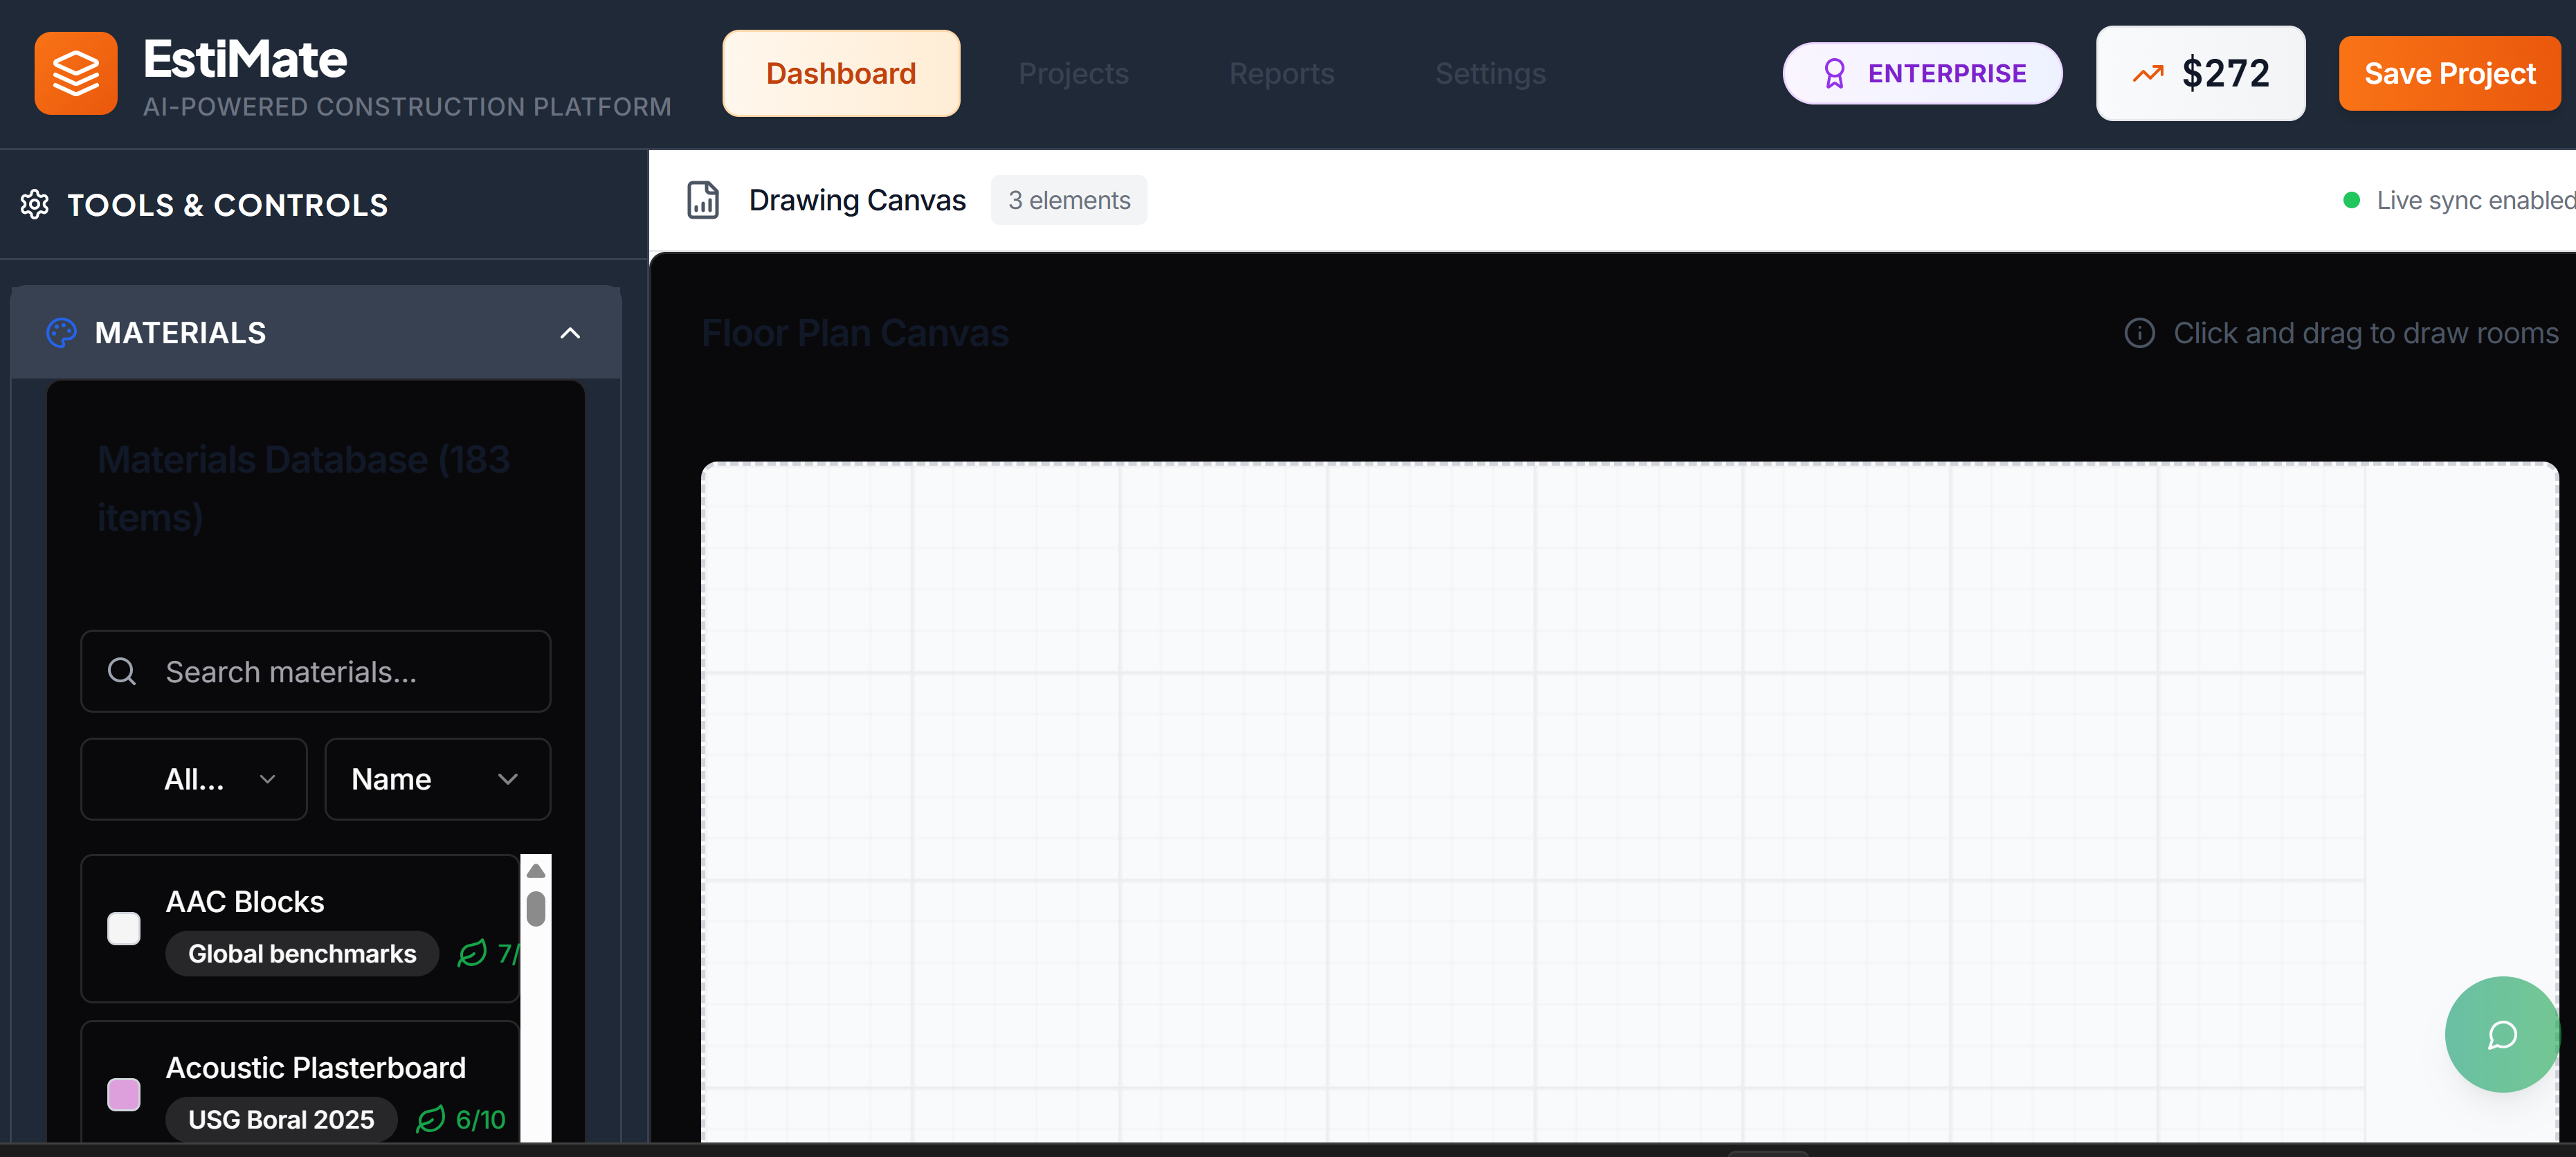 EstiMate
AI-POWERED CONSTRUCTION PLATFORM
Dashboard
Projects
Reports
Settings
ENTERPRISE
$272
Save Project
TOOLS & CONTROLS
Drawing Canvas
3 elements
Live sync enabled
MATERIALS
Floor Plan Canvas
Click and drag to draw rooms
Materials Database (183
items)
Search materials...
All...
Name
AAC Blocks
Global benchmarks
7/
Acoustic Plasterboard
USG Boral 2025
6/10